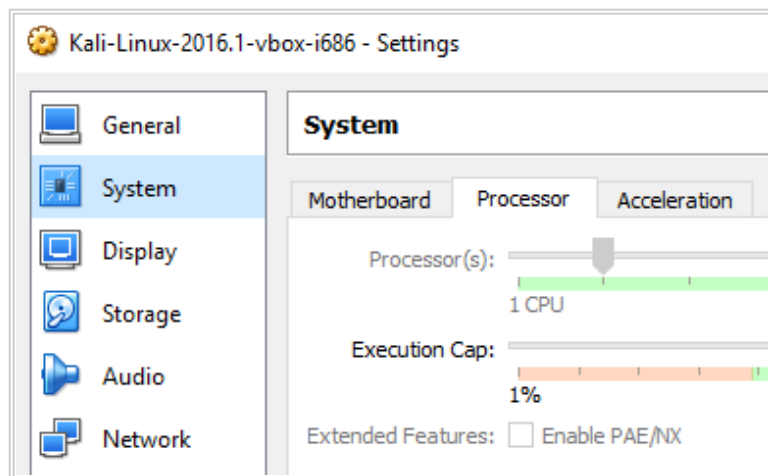 Kali-Linux-2016.1-vbox-i686 - Settings
General
System
Display
Storage
Audio
Network
System
Motherboard Processor Acceleration
Processor(s):
1 CPU
Execution Cap:
1%
Extended Features: Enable PAE/NX